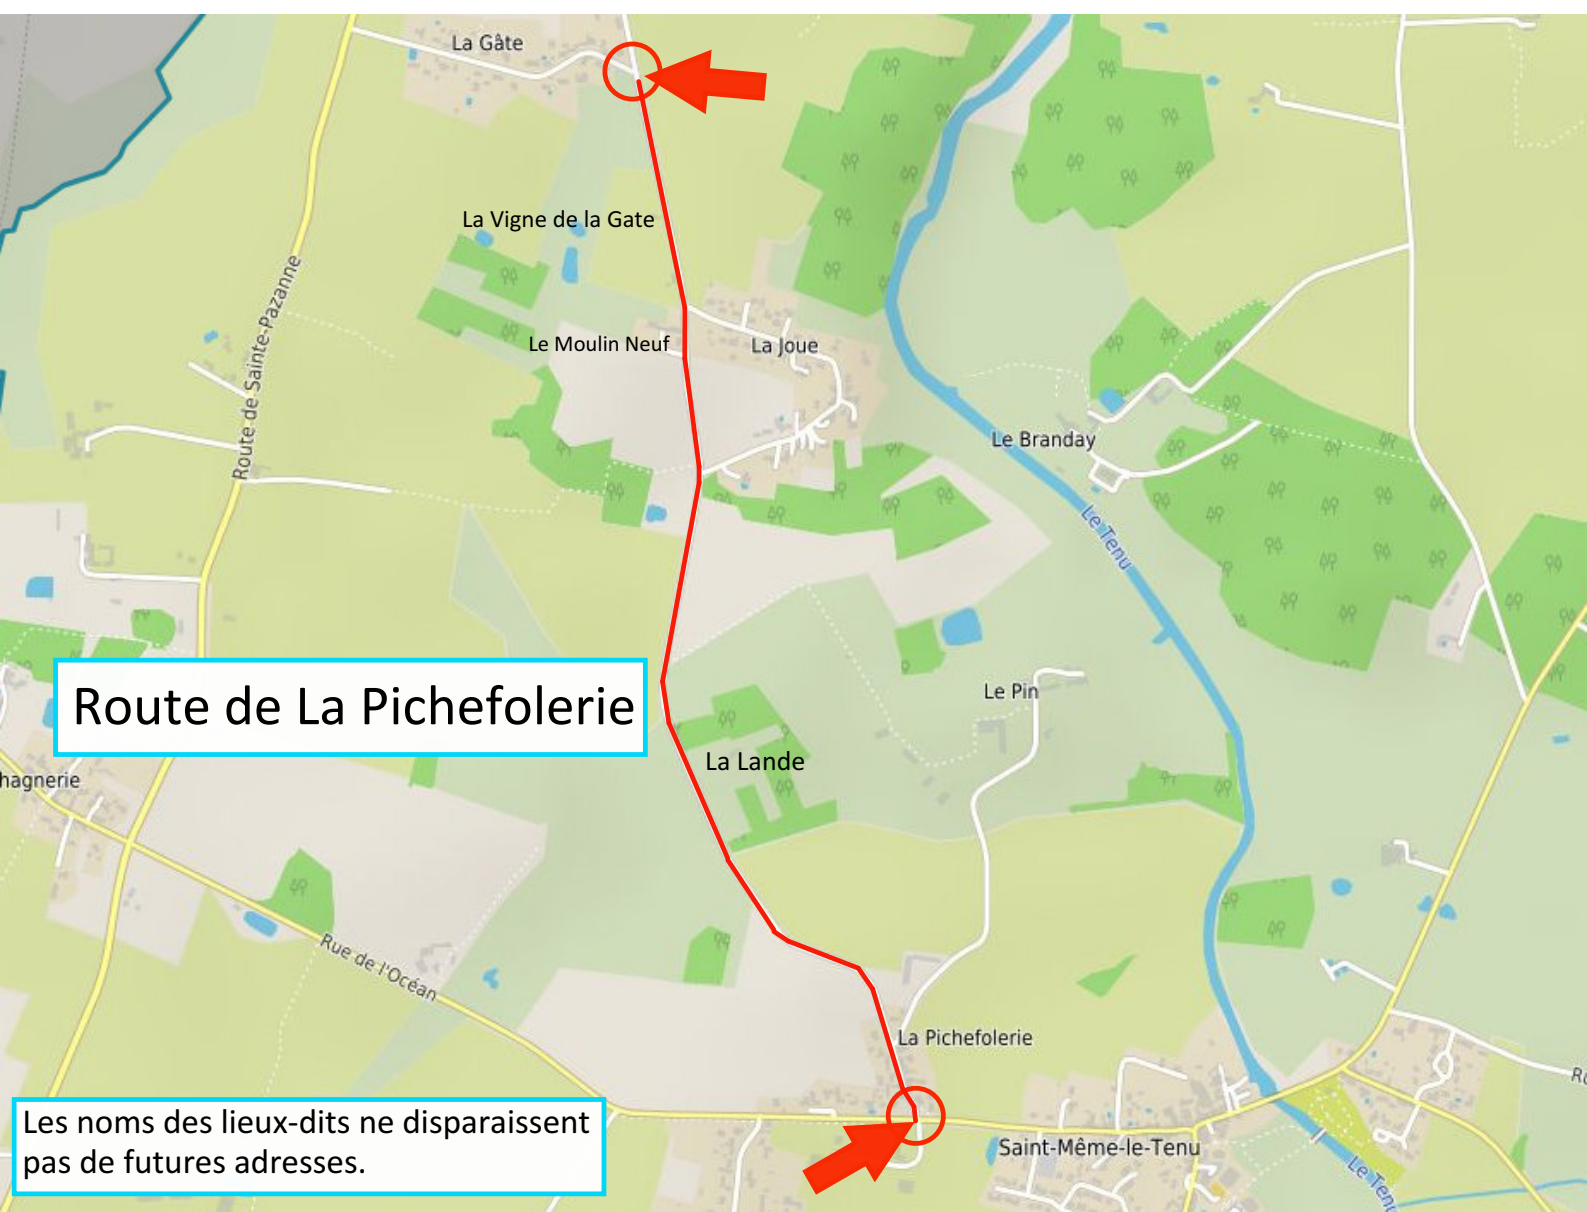 La Gâte
La Vigne de la Gate
Route de Sainte-Pazanne
Le Moulin Neuf
La Joue
Le Branday
Le Tenu
Le Pin
Route de La Pichefolerie
La Lande
hagnerie
Rue de l'Océan
La Pichefolerie
Les noms des lieux-dits ne disparaissent
pas de futures adresses.
Saint-Même-le-Tenu
Le Tenu